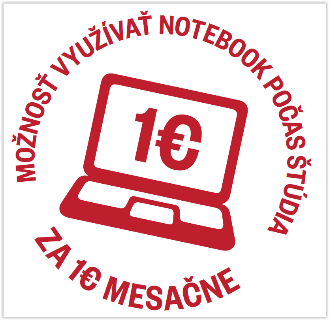 MOŽNOSŤ VYUŽÍVAŤ NOTEBOOK POČAS ŠTÚDIA
1€
ZA 1€ MESAČNE